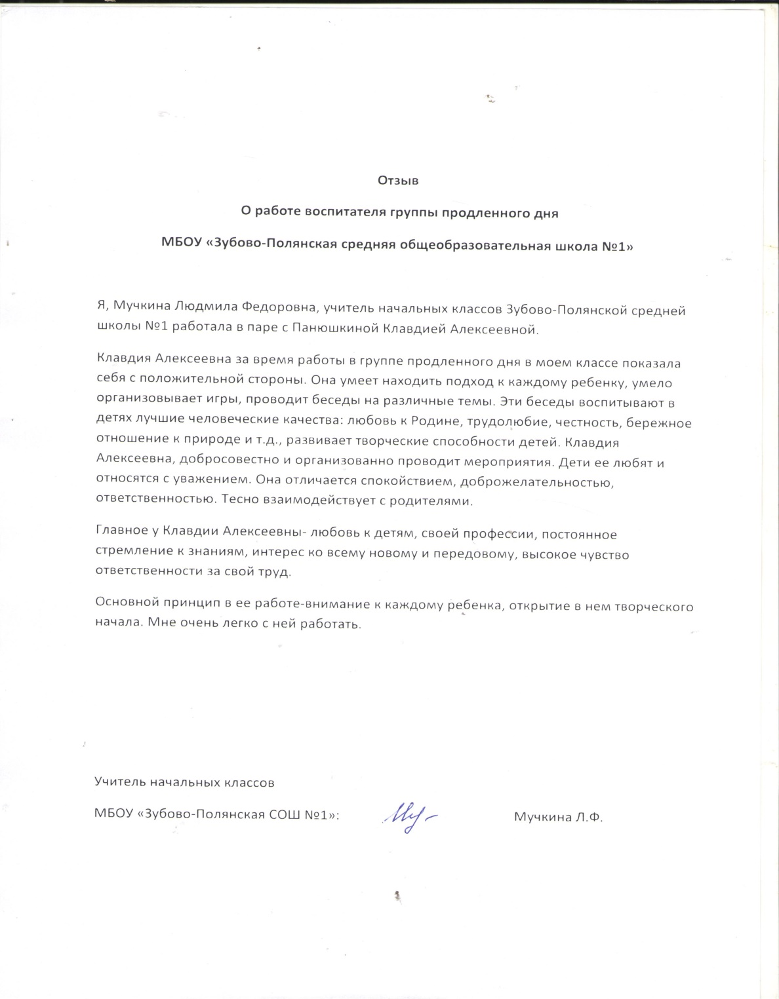 Отзыв
О работе воспитателя группы продленного дня
МБОУ «Зубово-Полянская средняя общеобразовательная школа №1»
Я, Мучкина Людмила Федоровна, учитель начальных классов Зубово-Полянской средней
школы №1 работала в паре с Панюшкиной Клавдией Алексеевной.
Клавдия Алексеевна за время работы в группе продленного дня в моем классе показала
себя с положительной стороны. Она умеет находить подход к каждому ребенку, умело
организовывает игры, проводит беседы на различные темы. Эти беседы воспитывают в
детях лучшие человеческие качества: любовь к Родине, трудолюбие, честность, бережное
отношение к природе и т.д., развивает творческие способности детей. Клавдия
Алексеевна, добросовестно и организованно проводит мероприятия. Дети ее любят и
относятся с уважением. Она отличается спокойствием, доброжелательностью,
ответственностью. Тесно взаимодействует с родителями.
Главное у Клавдии Алексеевны- любовь к детям, своей профессии, постоянное
стремление к знаниям, интерес ко всему новому и передовому, высокое чувство
ответственности за свой труд.
Основной принцип в ее работе-внимание к каждому ребенка, открытие в нем творческого
начала. Мне очень легко с ней работать.
Учитель начальных классов
МБОУ «Зубово-Полянская СОШ №1»: Мучкина Л.Ф.